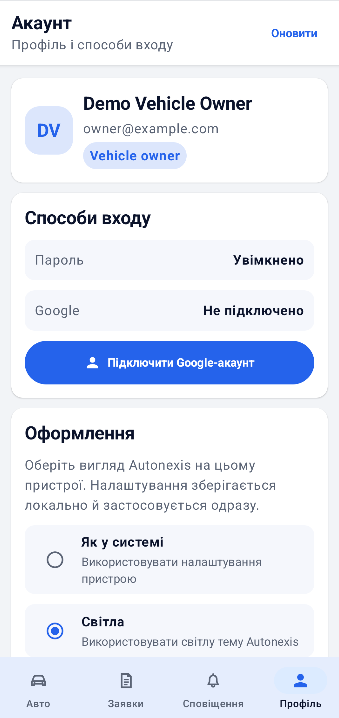 Акаунт
Профіль і способи входу
Оновити
DV
Demo Vehicle Owner
owner@example.com
Vehicle owner
Способи входу
Пароль
Увімкнено
Google
Не підключено
Підключити Google-акаунт
Оформлення
Оберіть вигляд Autonexis на цьому
пристрої. Налаштування зберігається
локально й застосовується одразу.
Як у системі
Використовувати налаштування
пристрою
Світла
Використовувати світлу тему Autonexis
Авто
Заявки
Сповіщення
Профіль